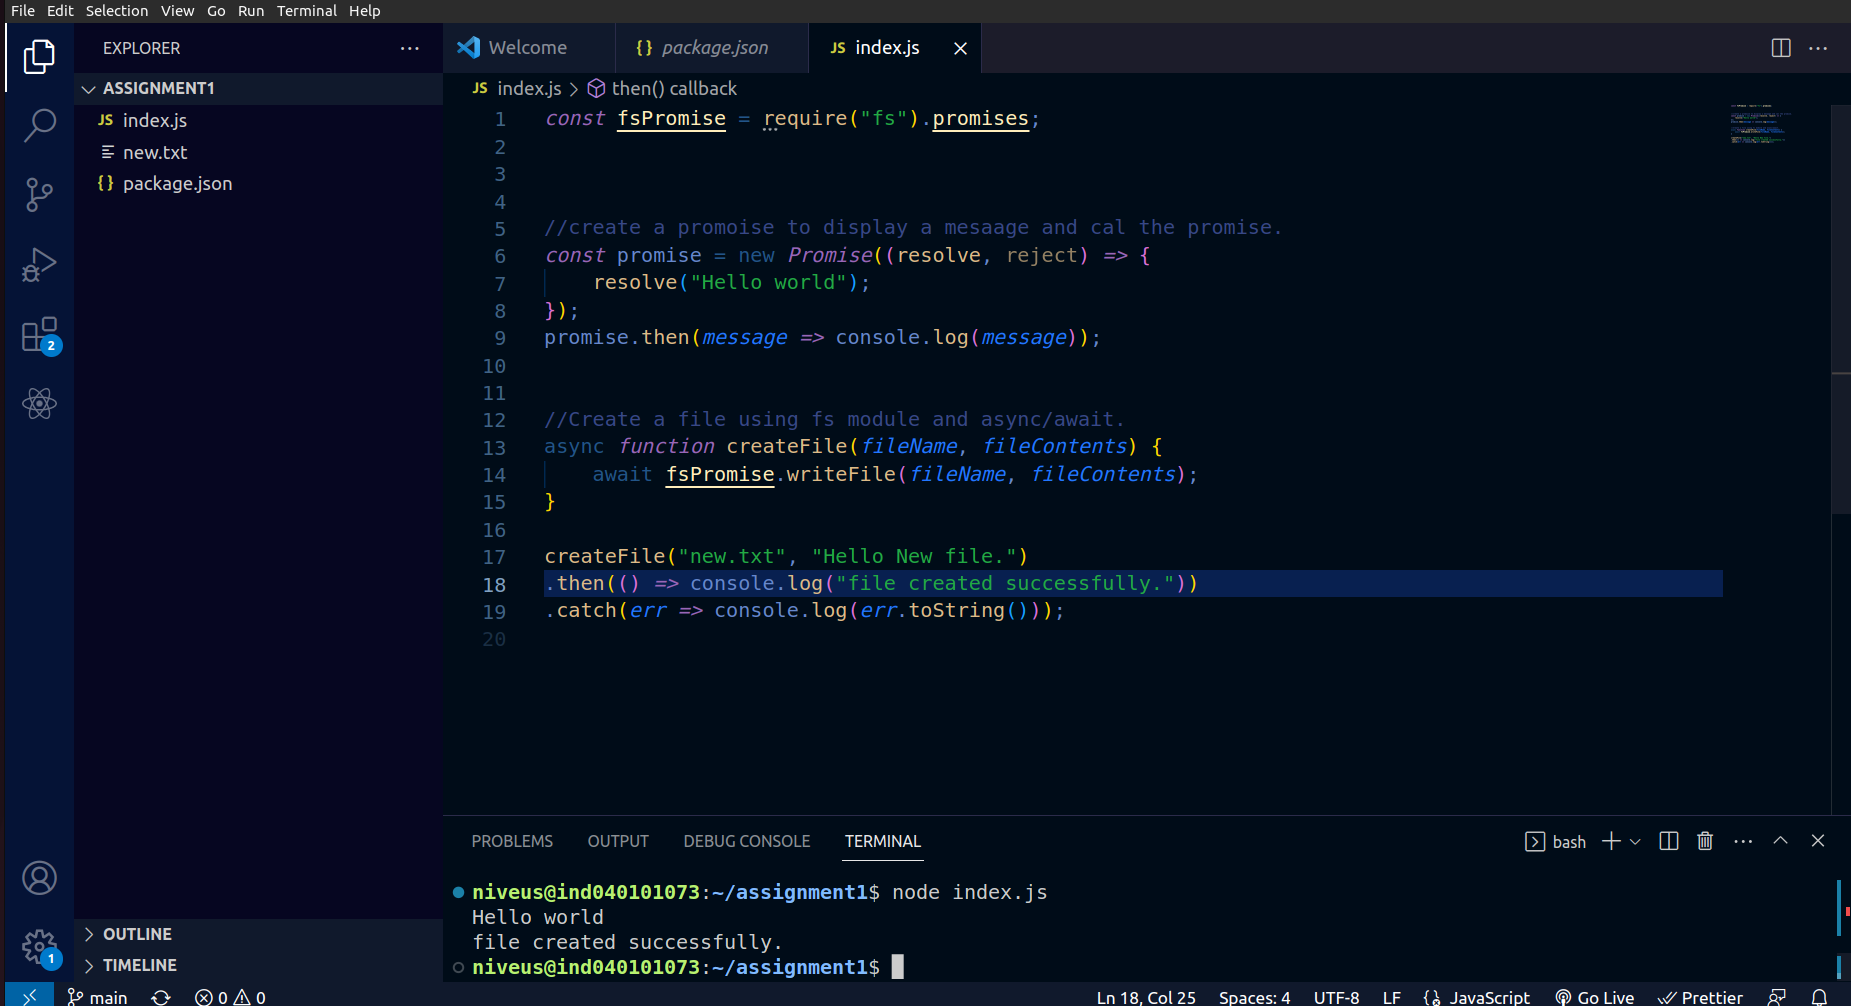 File Edit Selection View Go Run Terminal Help
EXPLORER
ASSIGNMENT1
JS index.js
new.txt
{} package.json
OUTLINE
TIMELINE
2
1
Welcome
{} package.json
JS index.js
JS index.js > then() callback
1 const fsPromise = require("fs").promises;
2
3
4
5 //create a promoise to display a mesaage and cal the promise.
6 const promise = new Promise((resolve, reject) => {
7 resolve("Hello world");
8 });
9 promise.then(message => console.log(message));
10
11
12 //Create a file using fs module and async/await.
13 async function createFile(fileName, fileContents) {
14 await fsPromise.writeFile(fileName, fileContents);
15 }
16
17 createFile("new.txt", "Hello New file.")
18 .then(() => console.log("file created successfully."))
19 .catch(err => console.log(err.toString()));
20
PROBLEMS OUTPUT DEBUG CONSOLE TERMINAL
bash
niveus@ind040101073:~/assignment1$ node index.js
Hello world
file created successfully.
niveus@ind040101073:~/assignment1$
main 0 0 Ln 18, Col 25 Spaces: 4 UTF-8 LF JavaScript Go Live Prettier